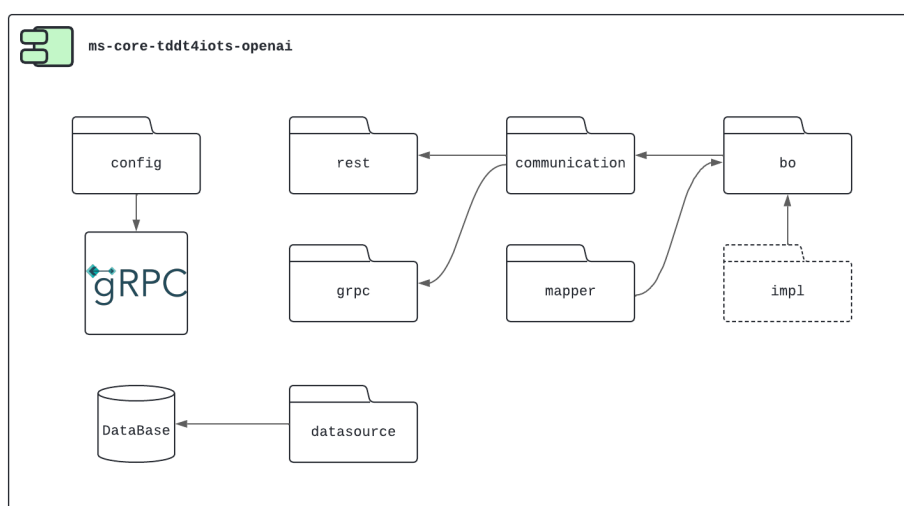 ms-core-tddt4iots-openai
config
rest
communication
bo
gRPC
grpc
mapper
impl
DataBase
datasource